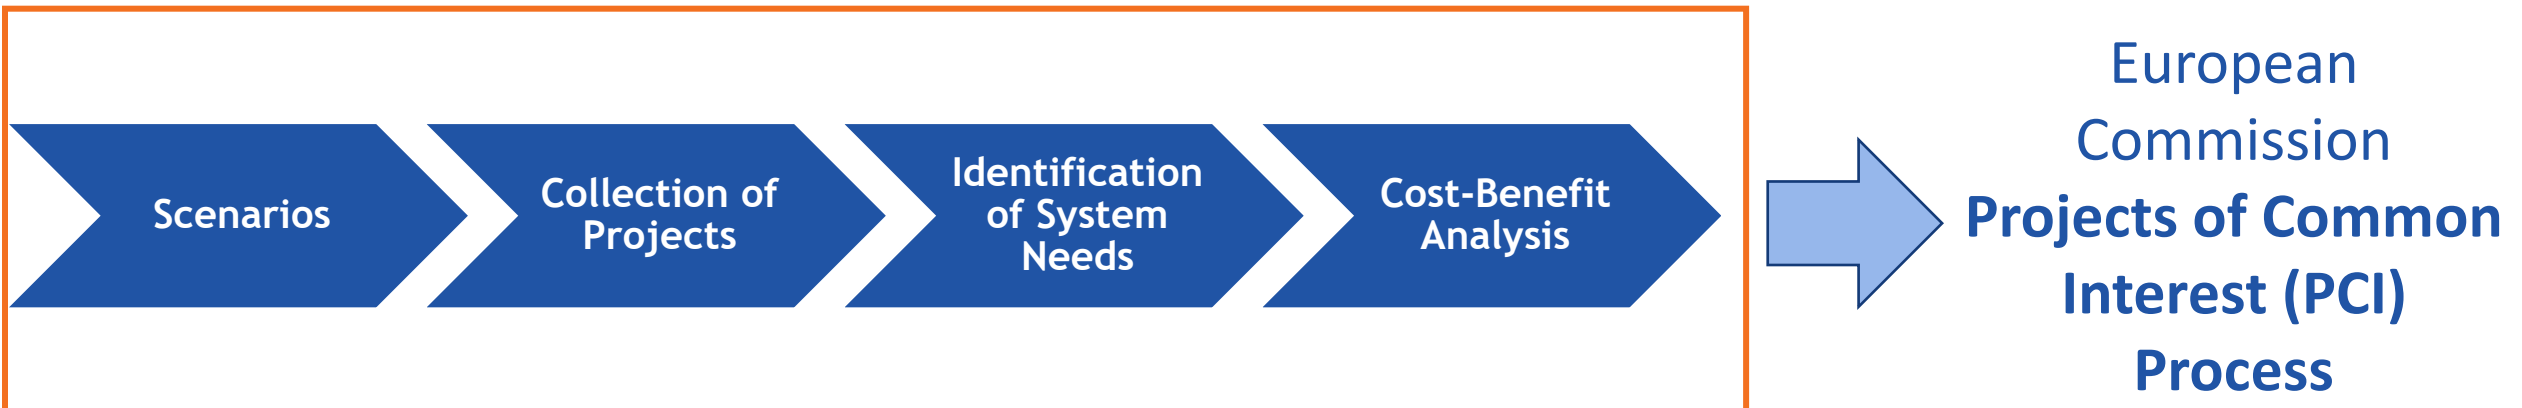 Scenarios
Collection of
Projects
Identification
of System
Needs
Cost-Benefit
Analysis
European
Commission
Projects of Common
Interest (PCI)
Process